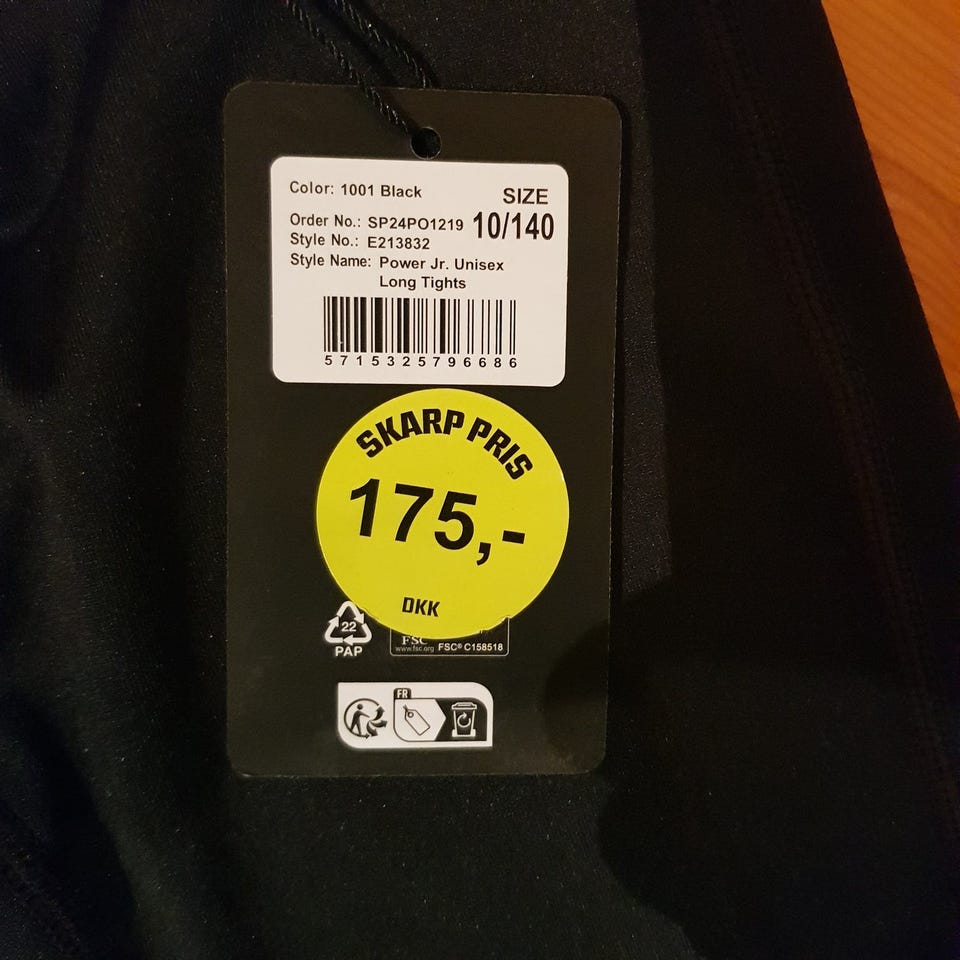 Color: 1001 Black
SIZE
10/140
Order No.: SP24PO1219
Style No.: E213832
Style Name: Power Jr. Unisex
Long Tights
5715325796686
SKARP PRIS
175,-
DKK
22
PAP
FSC
www.fsc.org FSC® C158518
FR